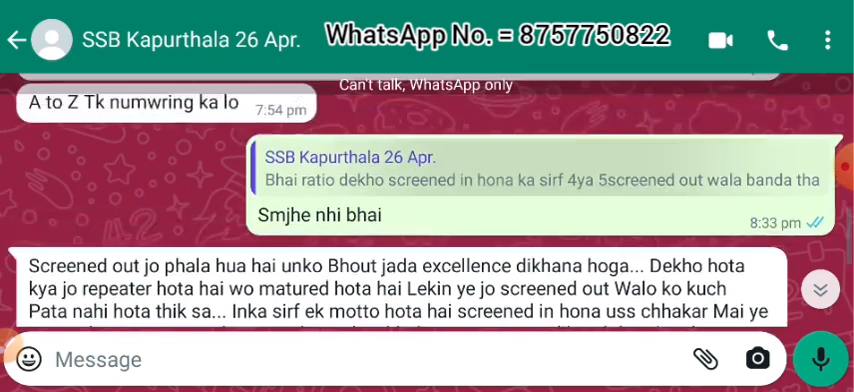 SSB Kapurthala 26 Apr. WhatsApp No. = 8757750822
Can't talk, WhatsApp only
A to Z Tk numwring ka lo 7:54 pm
SSB Kapurthala 26 Apr.
Bhai ratio dekho screened in hona ka sirf 4ya 5screened out wala banda tha
Smjhe nhi bhai
8:33 pm
Screened out jo phala hua hai unko Bhout jada excellence dikhana hoga... Dekho hota
kya jo repeater hota hai wo matured hota hai Lekin ye jo screened out Walo ko kuch
Pata nahi hota thik sa... Inka sirf ek motto hota hai screened in hona uss chhakar Mai ye
Message